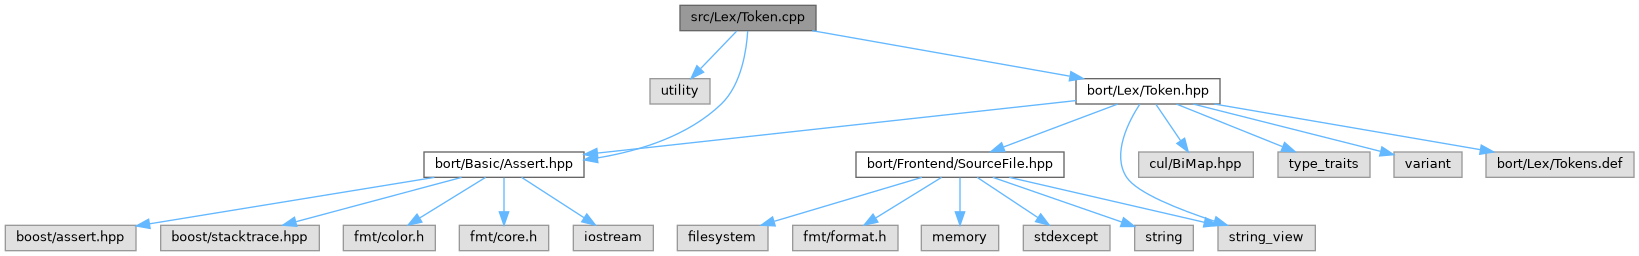 src/Lex/Token.cpp
utility
bort/Lex/Token.hpp
bort/Basic/Assert.hpp
bort/Frontend/SourceFile.hpp
cul/BiMap.hpp
type_traits
variant
bort/Lex/Tokens.def
boost/assert.hpp
boost/stacktrace.hpp
fmt/color.h
fmt/core.h
iostream
filesystem
fmt/format.h
memory
stdexcept
string
string_view